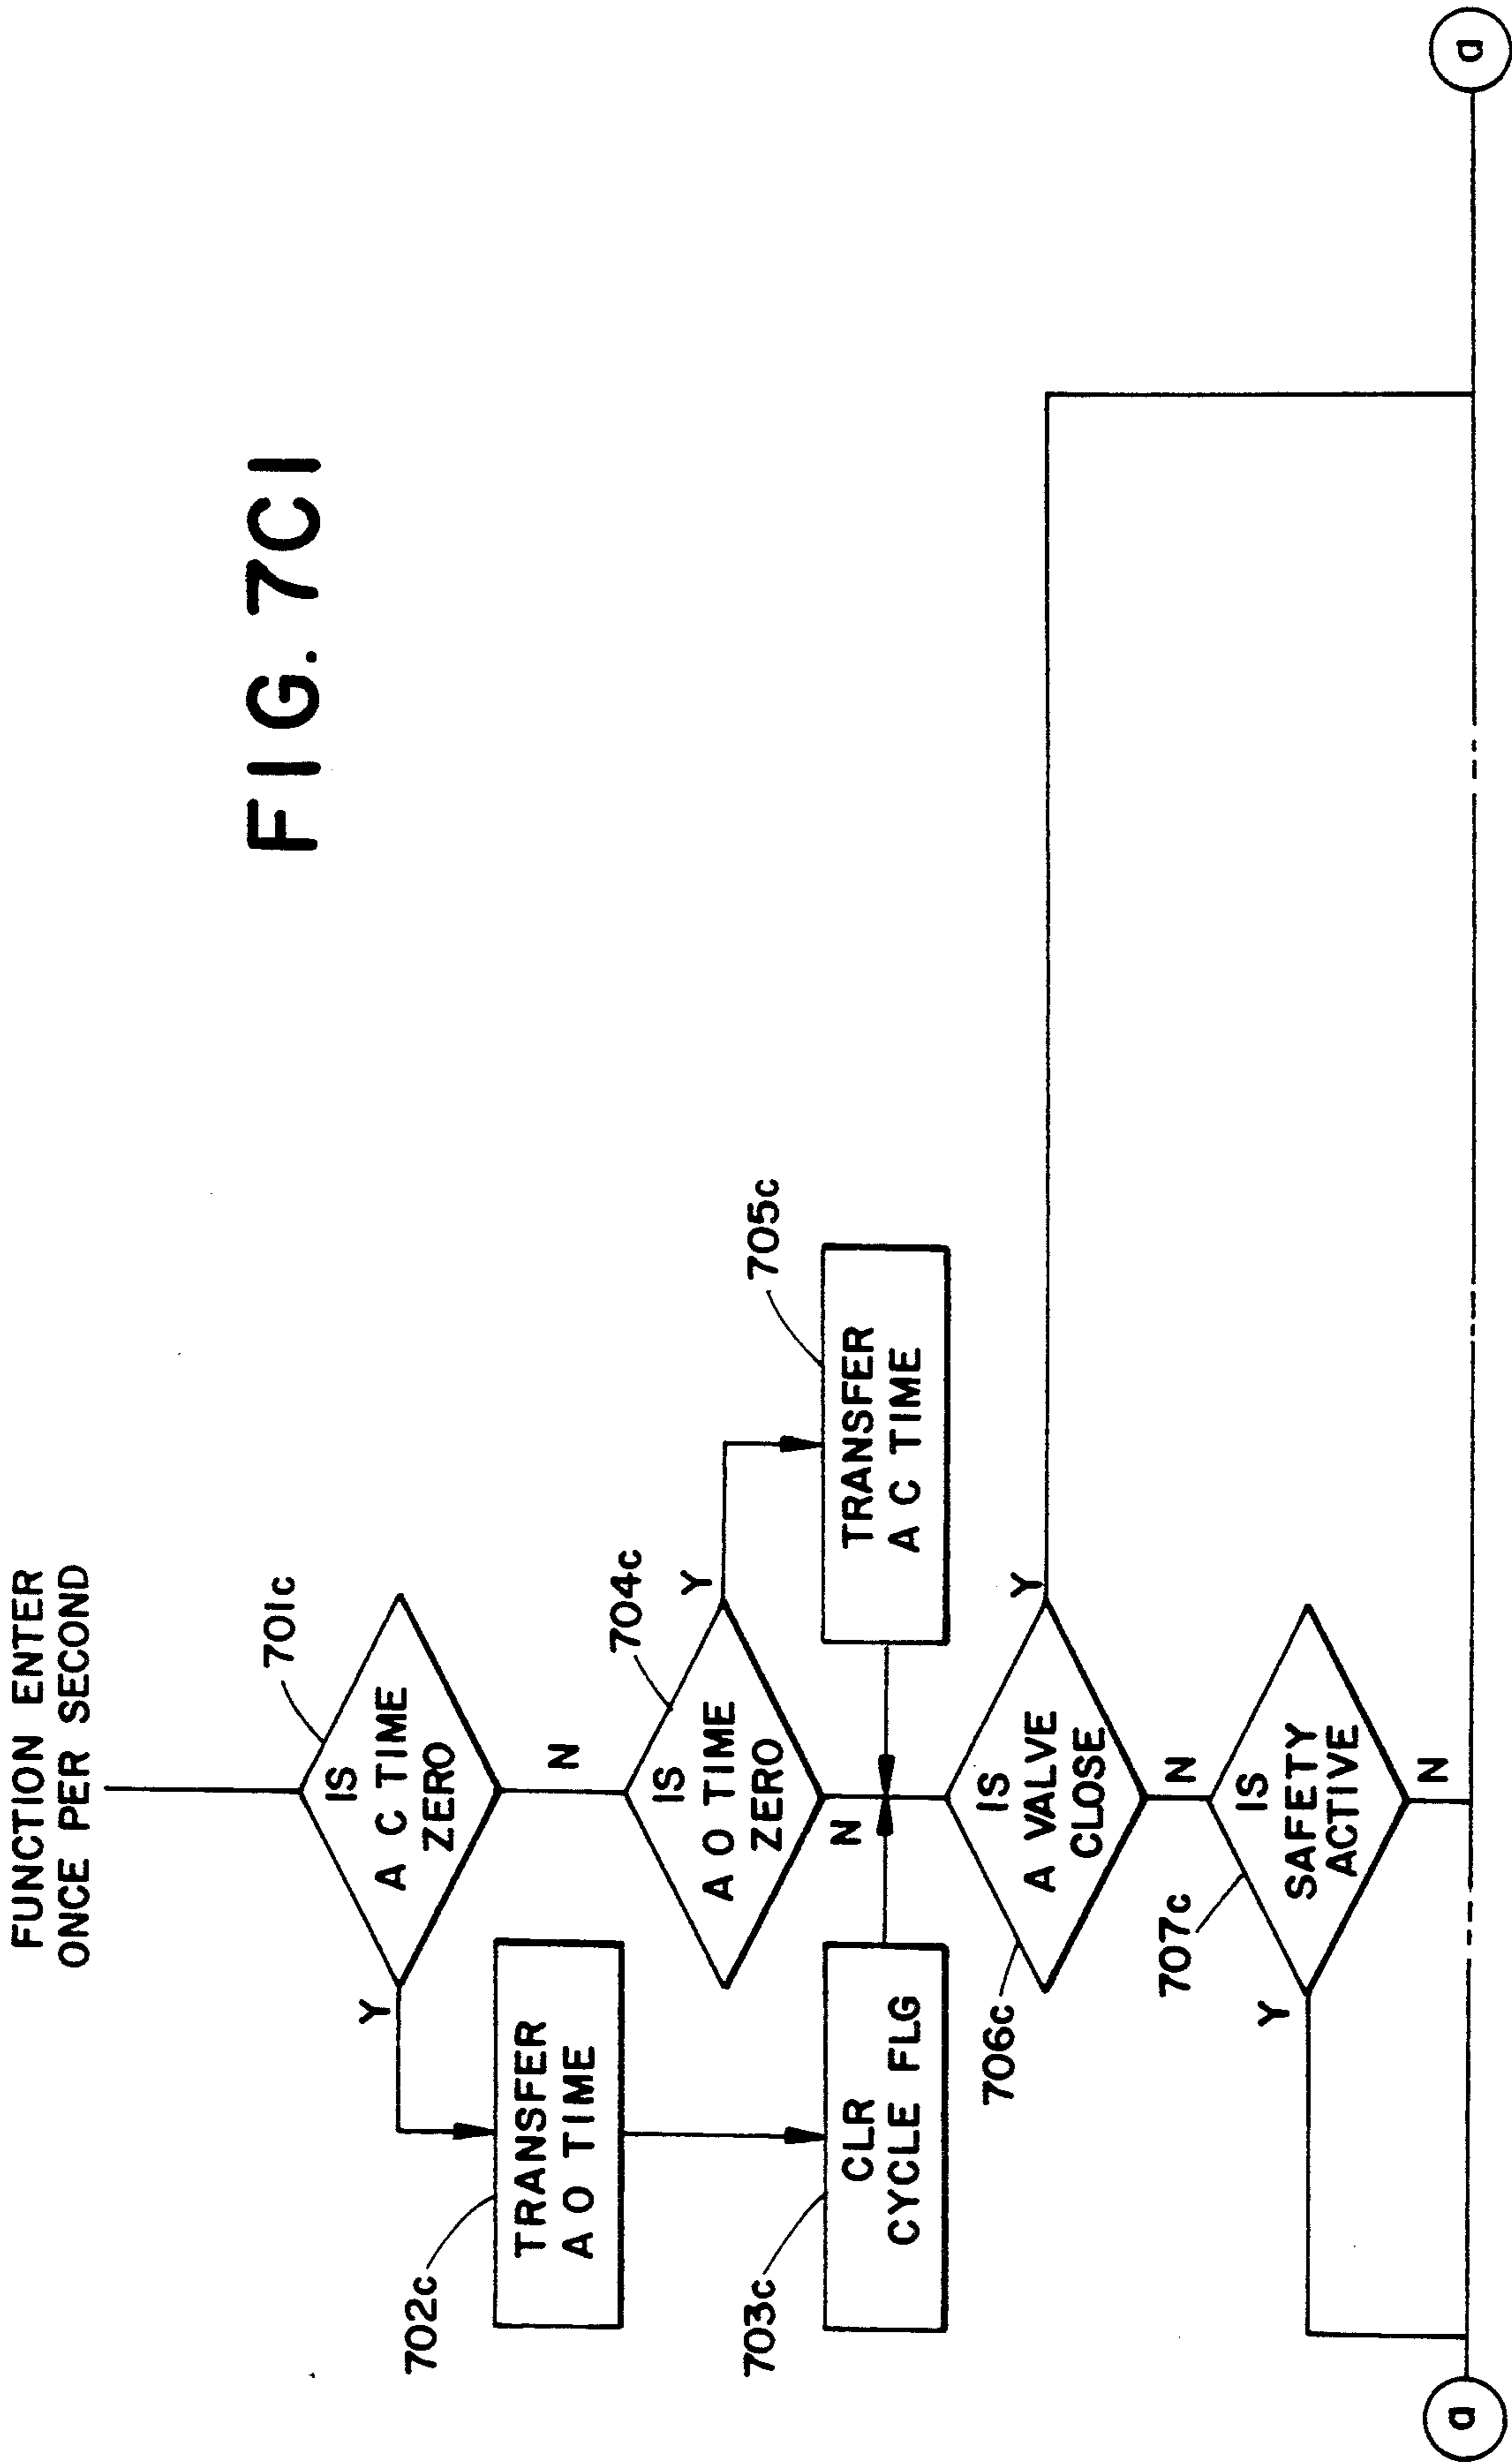 FIG. 7C1
FUNCTION ENTER
ONCE PER SECOND
701c
IS
A C TIME
ZERO
Y
N
702c
TRANSFER
A O TIME
704c
IS
A O TIME
ZERO
Y
N
703c
CLR
CYCLE FLG
705c
TRANSFER
A C TIME
706c
IS
A VALVE
CLOSE
Y
N
707c
IS
SAFETY
ACTIVE
Y
N
a
a